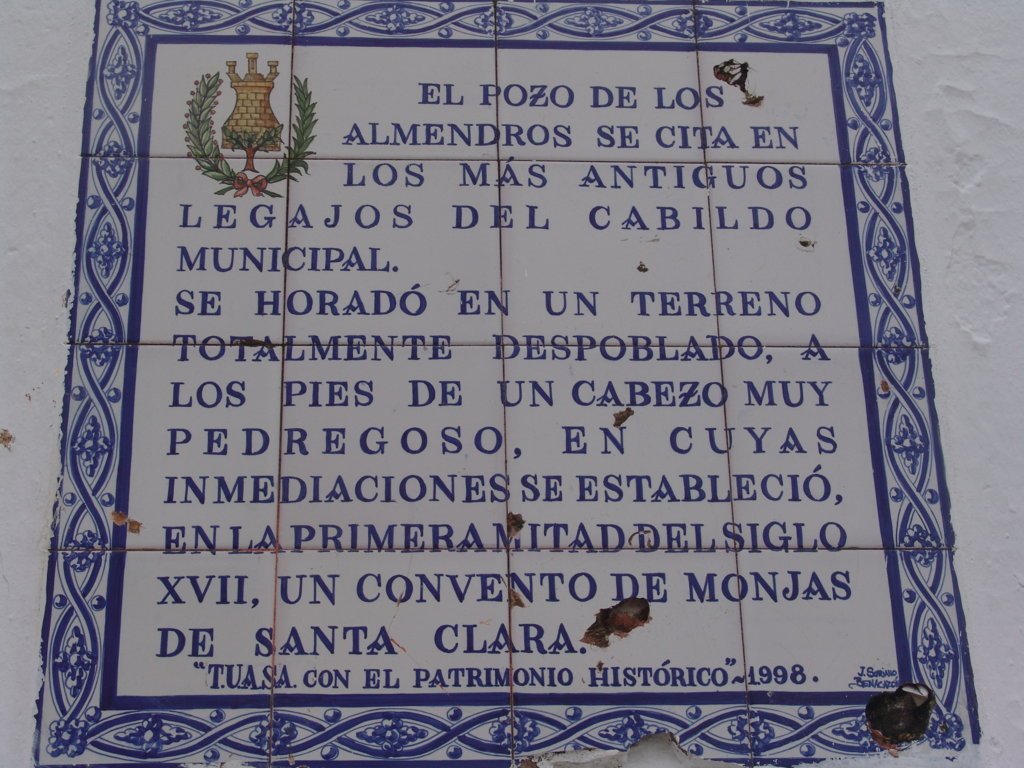 EL POZO DE LOS
ALMENDROS SE CITA EN
LOS MÁS ANTIGUOS
LEGAJOS DEL CABILDO
MUNICIPAL.
SE HORADÓ EN UN TERRENO
TOTALMENTE DESPOBLADO, A
LOS PIES DE UN CABEZO MUY
PEDREGOSO, EN CUYAS
INMEDIACIONES SE ESTABLECIÓ,
EN LA PRIMERA MITAD DEL SIGLO
XVII, UN CONVENTO DE MONJAS
DE SANTA CLARA.
"T.U.A.S.A. CON EL PATRIMONIO HISTÓRICO"~1998.